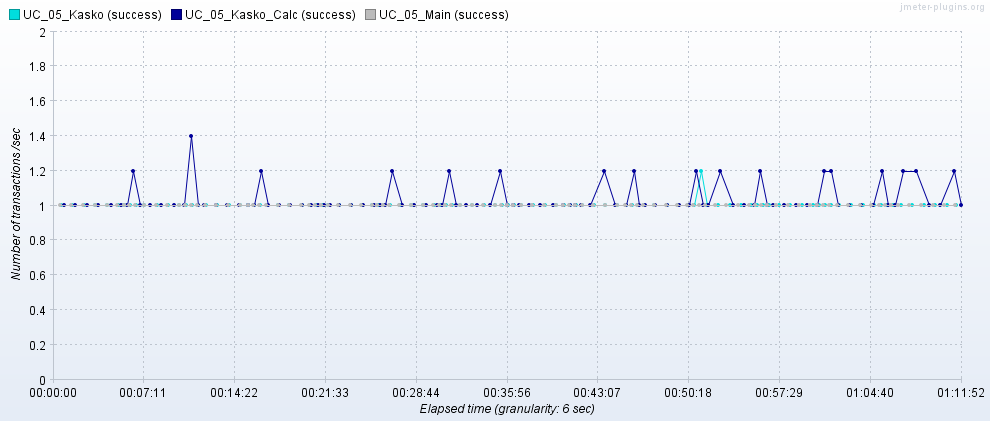 UC_05_Kasko (success) UC_05_Kasko_Calc (success) UC_05_Main (success)
jmeter-plugins.org
Number of transactions /sec
2
1.8
1.6
1.4
1.2
1
0.8
0.6
0.4
0.2
0
00:00:00 00:07:11 00:14:22 00:21:33 00:28:44 00:35:56 00:43:07 00:50:18 00:57:29 01:04:40 01:11:52
Elapsed time (granularity: 6 sec)